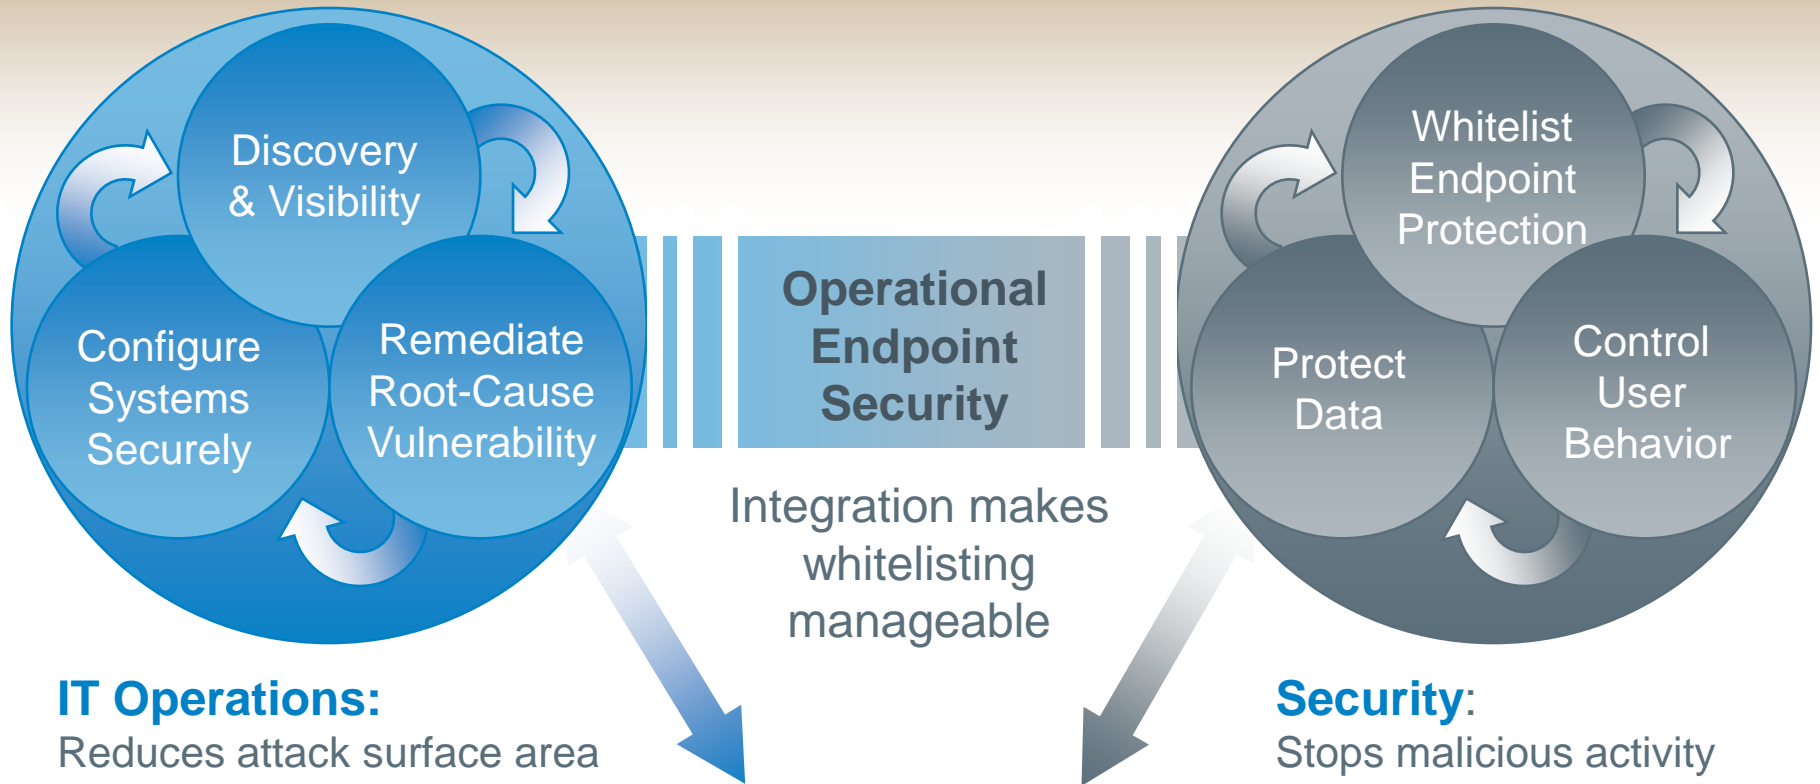 Discovery
& Visibility
Configure
Systems
Securely
Remediate
Root-Cause
Vulnerability
Operational
Endpoint
Security
Integration makes
whitelisting
manageable
Whitelist
Endpoint
Protection
Protect
Data
Control
User
Behavior
IT Operations:
Reduces attack surface area
Security:
Stops malicious activity